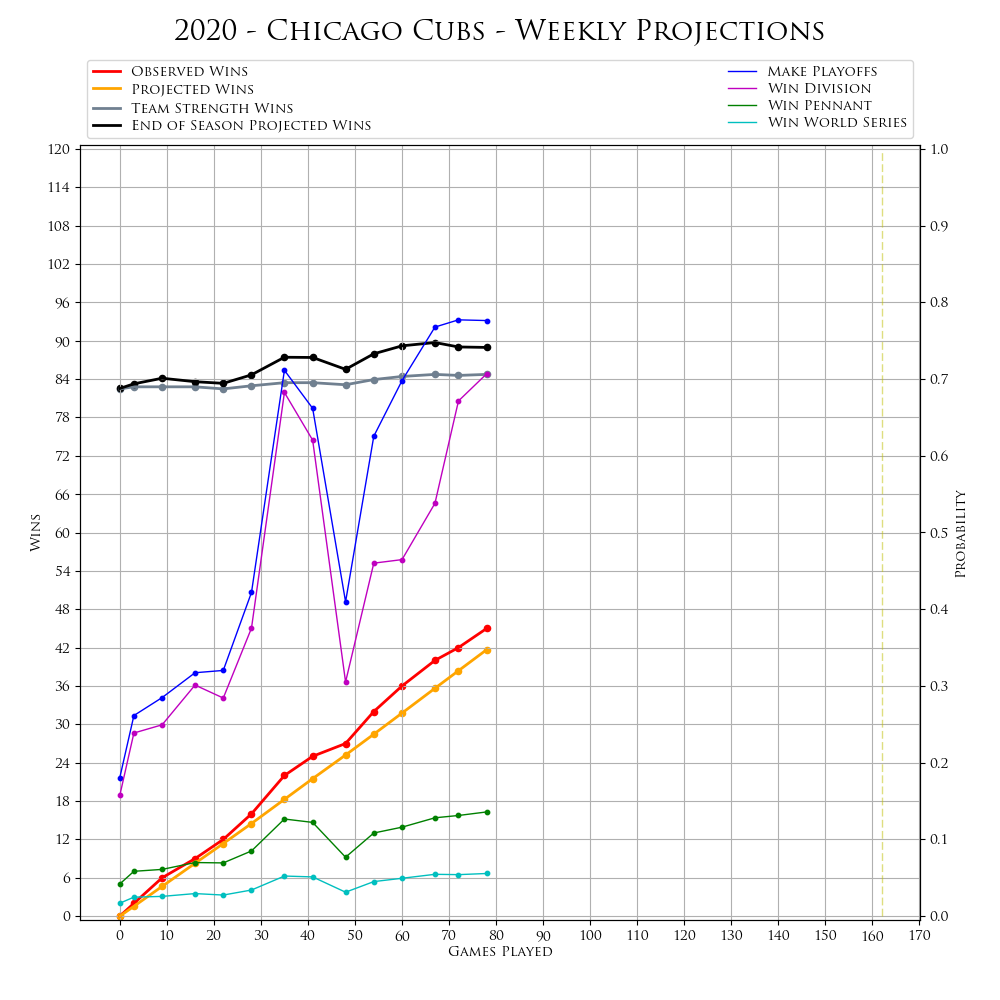 2020 - Chicago Cubs - Weekly Projections
Observed Wins
Projected Wins
Team Strength Wins
End of Season Projected Wins
Make Playoffs
Win Division
Win Pennant
Win World Series
120
114
108
102
96
90
84
78
72
66
60
54
48
42
36
30
24
18
12
6
0
Wins
1.0
0.9
0.8
0.7
0.6
0.5
0.4
0.3
0.2
0.1
0.0
Probability
0 10 20 30 40 50 60 70 80 90 100 110 120 130 140 150 160 170
Games Played